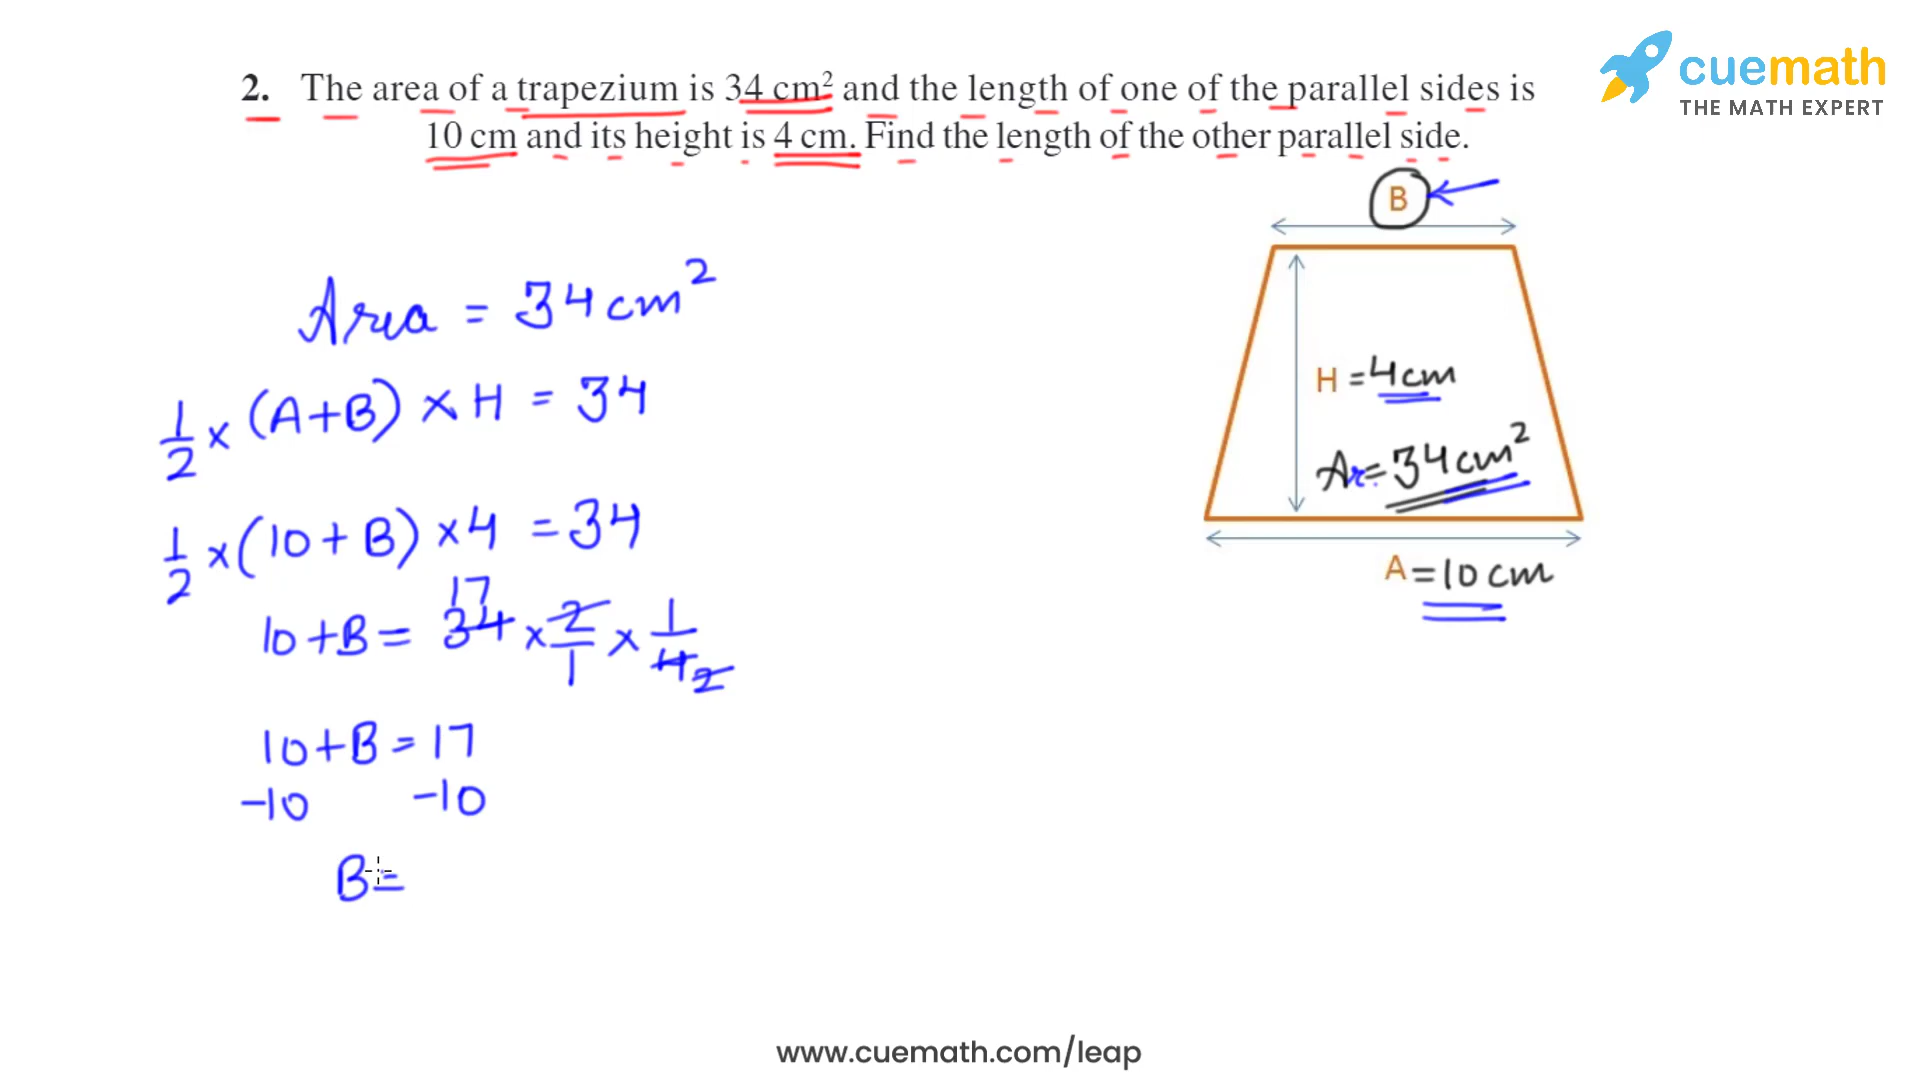 2. The area of a trapezium is 34 cm² and the length of one of the parallel sides is
10 cm and its height is 4 cm. Find the length of the other parallel side.
cuemath
THE MATH EXPERT
B
H = 4cm
Ar. = 34cm²
A = 10 cm
Area = 34 cm²
1/2 × (A+B) × H = 34
1/2 × (10 + B) × 4 = 34
17
10 + B = 34 × 2/1 × 1/4 2
10 + B = 17
-10 -10
B =
www.cuemath.com/leap